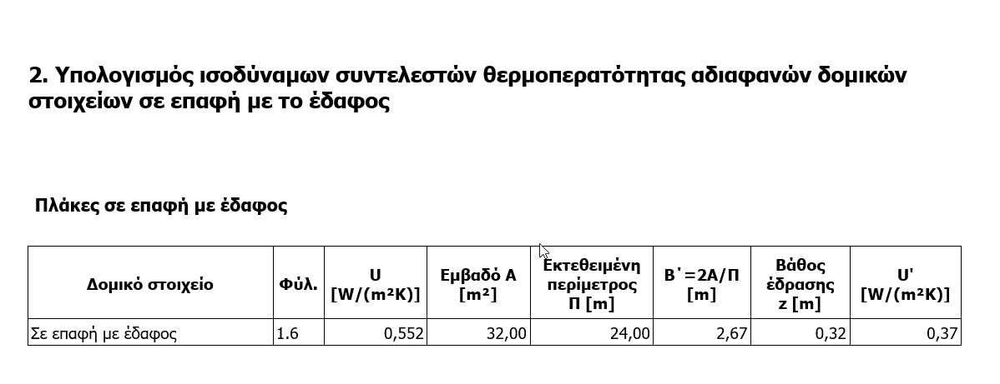 2. Υπολογισμός ισοδύναμων συντελεστών θερμοπερατότητας αδιαφανών δομικών
στοιχείων σε επαφή με το έδαφος
Πλάκες σε επαφή με έδαφος
Δομικό στοιχείο
Φύλ.
U
[W/(m²K)]
Εμβαδό A
[m²]
Εκτεθειμένη
περίμετρος
Π [m]
Β΄=2Α/Π
[m]
Βάθος
έδρασης
z [m]
U'
[W/(m²K)]
Σε επαφή με έδαφος 1.6 0,552 32,00 24,00 2,67 0,32 0,37